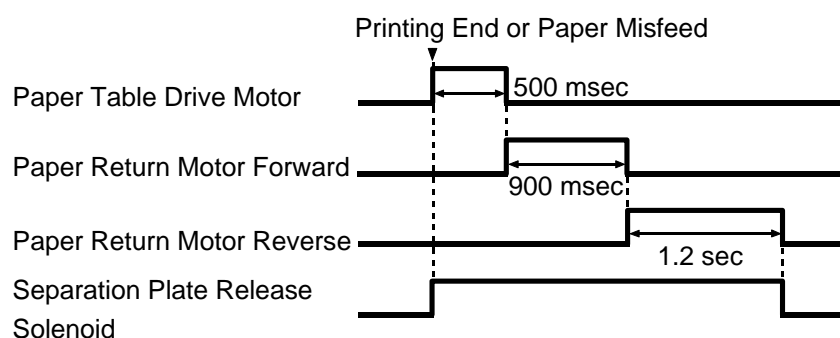 Printing End or Paper Misfeed
Paper Table Drive Motor
500 msec
Paper Return Motor Forward
900 msec
Paper Return Motor Reverse
1.2 sec
Separation Plate Release
Solenoid